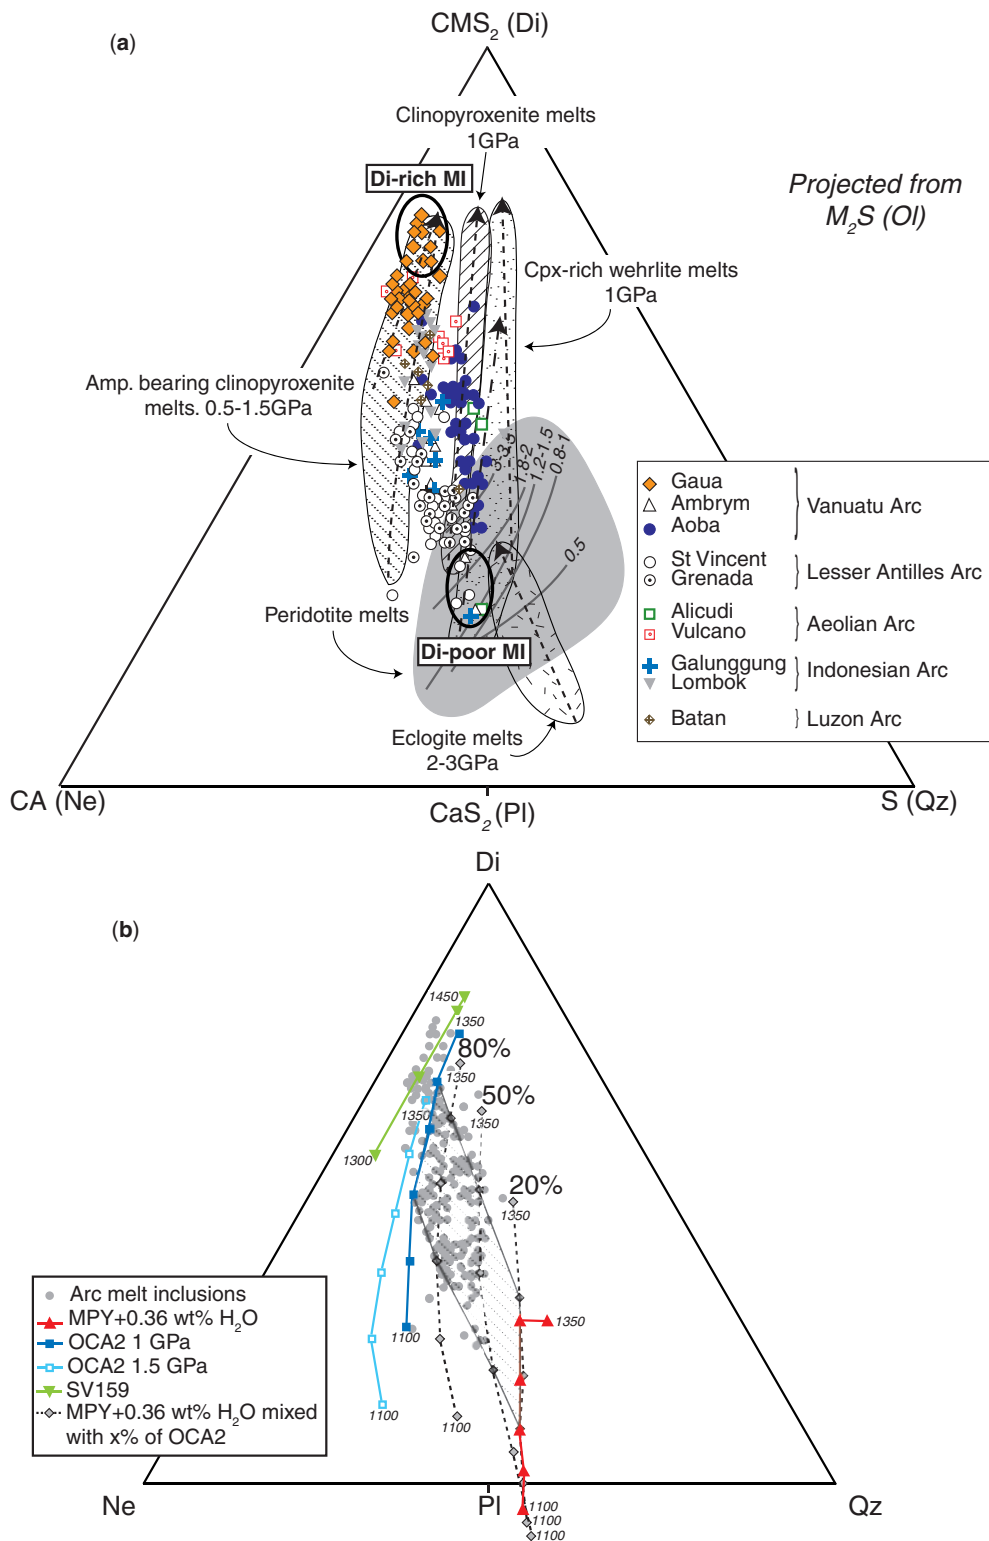 (a)
CMS2 (Di)
Clinopyroxenite melts
1GPa
Di-rich MI
Projected from
M2S (Ol)
Cpx-rich wehrlite melts
1GPa
Amp. bearing clinopyroxenite
melts. 0.5-1.5GPa
3-3.5
1.8-2
1.2-1.5
0.8-1
0.5
Peridotite melts
Di-poor MI
Eclogite melts
2-3GPa
Gaua
Ambrym
Aoba
} Vanuatu Arc
St Vincent
Grenada
} Lesser Antilles Arc
Alicudi
Vulcano
} Aeolian Arc
Galunggung
Lombok
} Indonesian Arc
Batan
} Luzon Arc
CA (Ne)
CaS2 (Pl)
S (Qz)
(b)
Di
1450
1350
80%
1350
50%
1350
1350
20%
1350
1300
1350
1100
1100
1100
1100
1100
1100
Arc melt inclusions
MPY+0.36 wt% H2O
OCA2 1 GPa
OCA2 1.5 GPa
SV159
MPY+0.36 wt% H2O mixed
with x% of OCA2
Ne
Pl
Qz